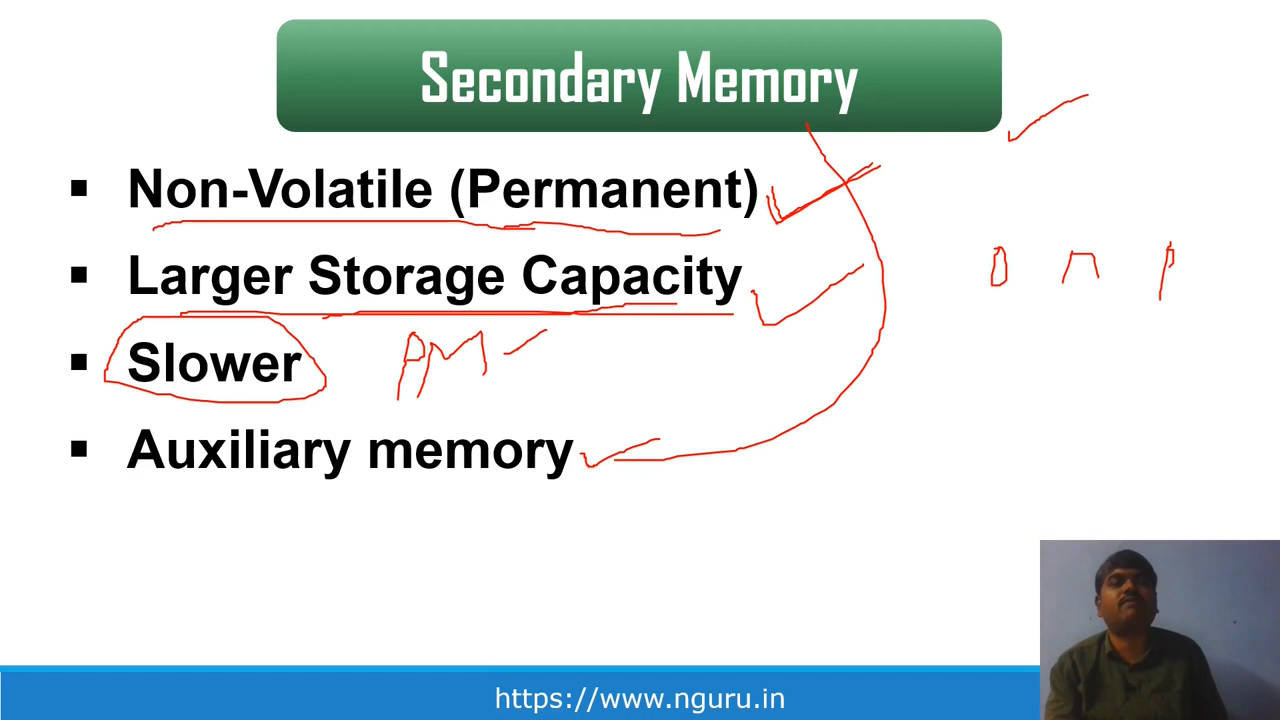 Secondary Memory
▪ Non-Volatile (Permanent)
▪ Larger Storage Capacity
▪ Slower PM
▪ Auxiliary memory
https://www.nguru.in